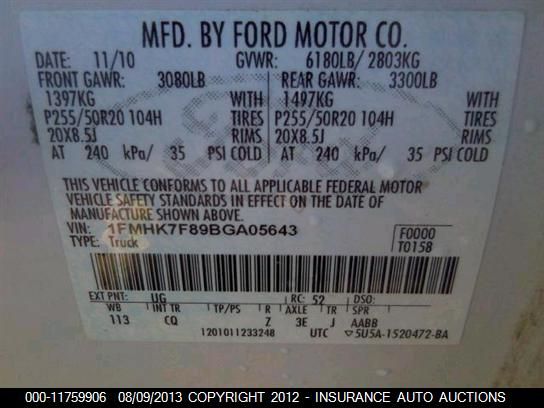 MFD. BY FORD MOTOR CO.
DATE: 11/10 GVWR: 6180LB/ 2803KG
FRONT GAWR: 3080LB REAR GAWR: 3300LB
1397KG WITH 1497KG WITH
P255/50R20 104H TIRES P255/50R20 104H TIRES
20X8.5J RIMS 20X8.5J RIMS
AT 240 kPa/ 35 PSI COLD AT 240 kPa/ 35 PSI COLD
THIS VEHICLE CONFORMS TO ALL APPLICABLE FEDERAL MOTOR
VEHICLE SAFETY STANDARDS IN EFFECT ON THE DATE OF
MANUFACTURE SHOWN ABOVE.
VIN: 1FMHK7F89BGA05643 F0000
TYPE: Truck T0158
EXT PNT: UG RC: 52 DSO:
WB INT TR TP/PS R AXLE TR SPR
113 CQ Z 3E J AABB
1201011233248 UTC ▽5U5A-1520472-BA
000-11759906 08/09/2013 COPYRIGHT 2012 - INSURANCE AUTO AUCTIONS